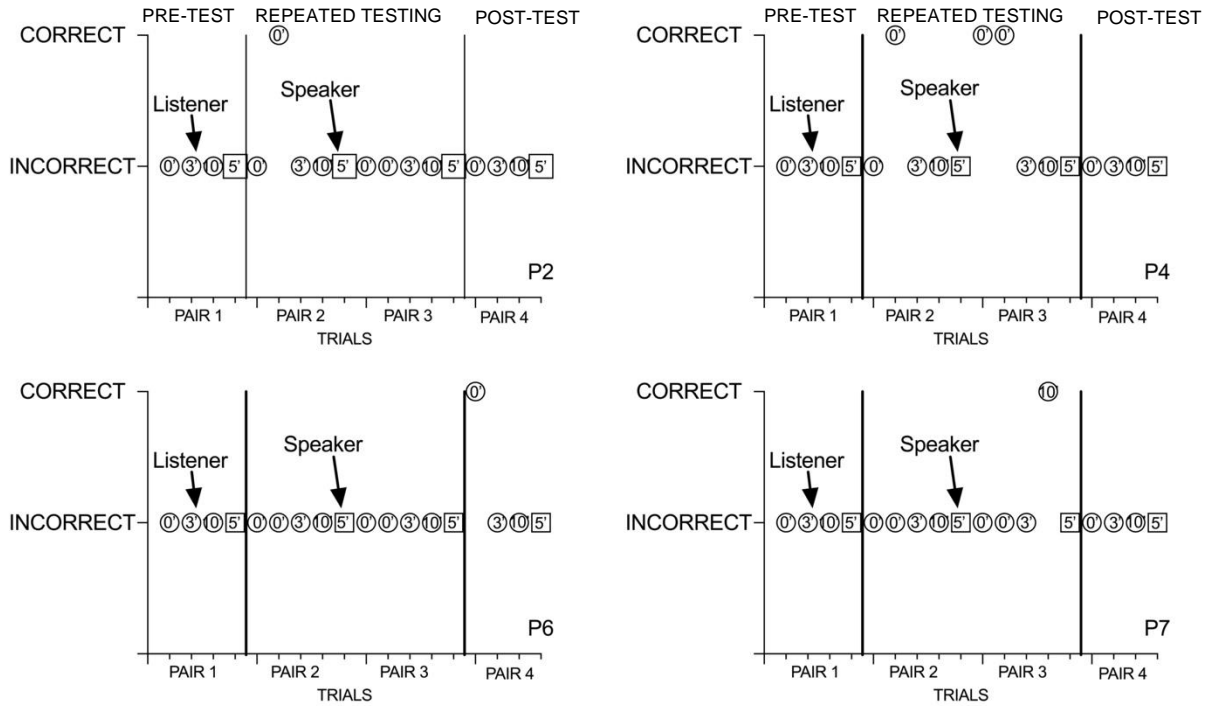 PRE-TEST REPEATED TESTING POST-TEST
CORRECT
0'
Listener
Speaker
INCORRECT
0' 3' 10' 5' 0 3' 10' 5' 0' 0' 3' 10' 5' 0' 3' 10' 5'
P2
PAIR 1 PAIR 2 PAIR 3 PAIR 4
TRIALS
PRE-TEST REPEATED TESTING POST-TEST
CORRECT
0' 0' 0'
Listener
Speaker
INCORRECT
0' 3' 10 5' 0' 3' 10' 5' 3' 10' 5' 0' 3' 10' 5'
P4
PAIR 1 PAIR 2 PAIR 3 PAIR 4
TRIALS
CORRECT
0'
Listener
Speaker
INCORRECT
0' 3' 10' 5' 0' 0' 3' 10' 5' 0' 0' 3' 10' 5' 3' 10' 5'
P6
PAIR 1 PAIR 2 PAIR 3 PAIR 4
TRIALS
CORRECT
10'
Listener
Speaker
INCORRECT
0' 3' 10 5' 0' 0' 3' 10' 5' 0' 0' 3' 5' 0' 3' 10' 5'
P7
PAIR 1 PAIR 2 PAIR 3 PAIR 4
TRIALS